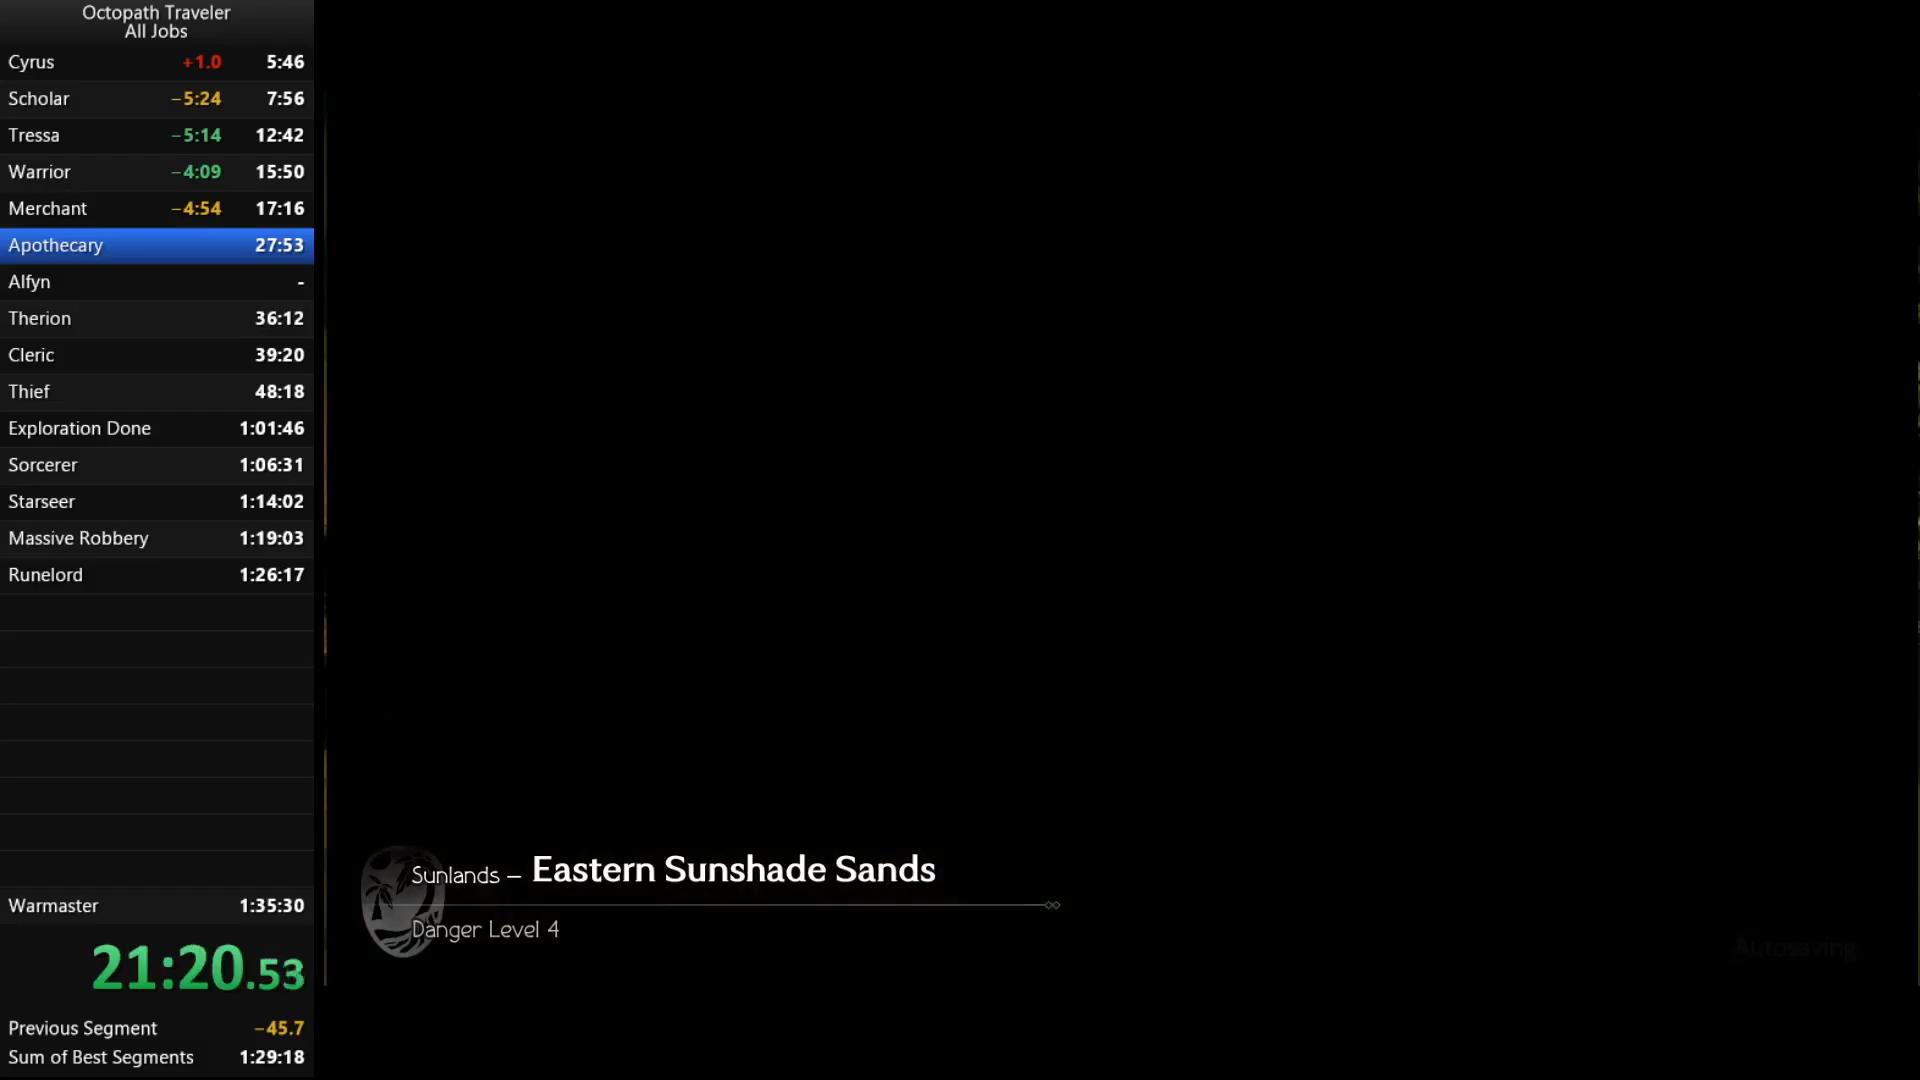 Octopath Traveler
All Jobs
Cyrus +1.0 5:46
Scholar −5:24 7:56
Tressa −5:14 12:42
Warrior −4:09 15:50
Merchant −4:54 17:16
Apothecary 27:53
Alfyn -
Therion 36:12
Cleric 39:20
Thief 48:18
Exploration Done 1:01:46
Sorcerer 1:06:31
Starseer 1:14:02
Massive Robbery 1:19:03
Runelord 1:26:17
Sunlands – Eastern Sunshade Sands
Danger Level 4
Warmaster 1:35:30
Autosaving
21:20.53
Previous Segment −45.7
Sum of Best Segments 1:29:18